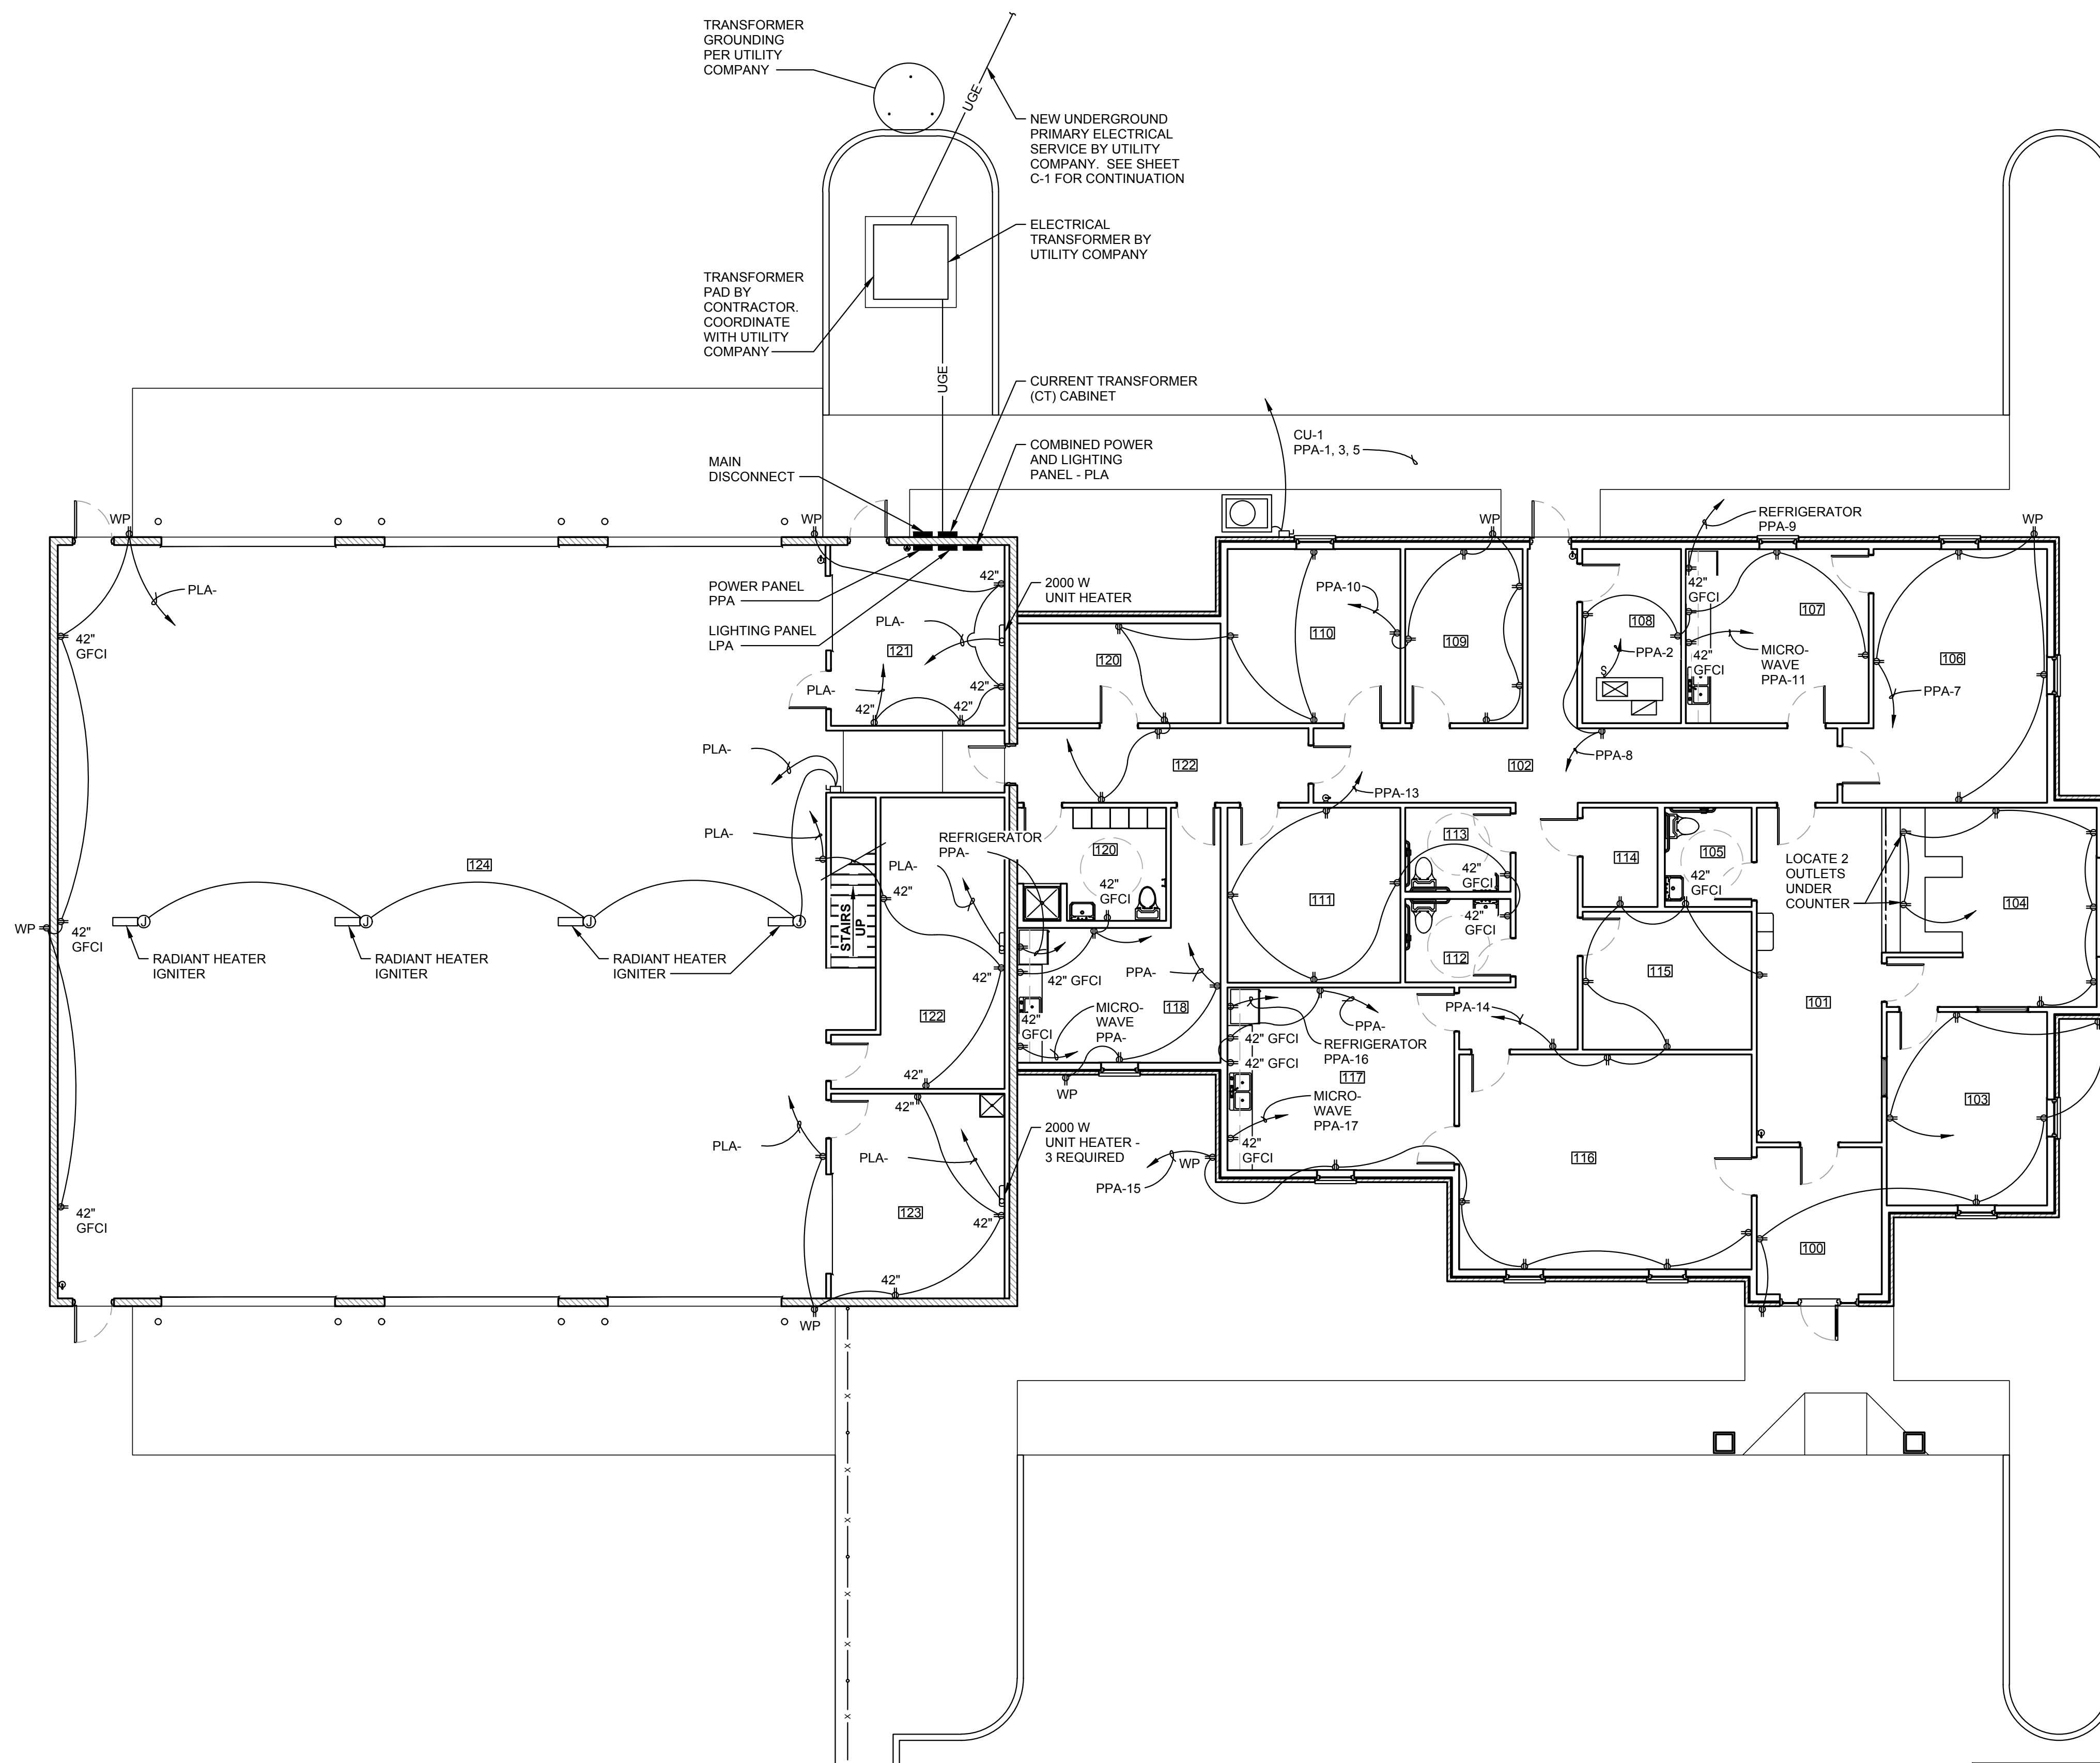 TRANSFORMER
GROUNDING
PER UTILITY
COMPANY
UGE
NEW UNDERGROUND
PRIMARY ELECTRICAL
SERVICE BY UTILITY
COMPANY.  SEE SHEET
C-1 FOR CONTINUATION
ELECTRICAL
TRANSFORMER BY
UTILITY COMPANY
TRANSFORMER
PAD BY
CONTRACTOR.
COORDINATE
WITH UTILITY
COMPANY
UGE
CURRENT TRANSFORMER
(CT) CABINET
COMBINED POWER
AND LIGHTING
PANEL - PLA
MAIN
DISCONNECT
CU-1
PPA-1, 3, 5
WP
WP
WP
WP
REFRIGERATOR
PPA-9
PLA-
POWER PANEL
PPA
LIGHTING PANEL
LPA
42"
2000 W
UNIT HEATER
PLA-
121
PLA-
42"
42"
42"
42"
GFCI
120
110
PPA-10
109
108
PPA-2
42"
GFCI
42"
GFCI
107
MICRO-
WAVE
PPA-11
106
PPA-7
PLA-
122
102
PPA-8
PPA-13
PLA-
124
REFRIGERATOR
PPA-
PLA-
42"
STAIRS
UP
120
42"
GFCI
113
42"
GFCI
114
105
42"
GFCI
LOCATE 2
OUTLETS
UNDER
COUNTER
104
111
42"
GFCI
112
WP
42"
GFCI
J
J
J
J
RADIANT HEATER
IGNITER
RADIANT HEATER
IGNITER
RADIANT HEATER
IGNITER
42"
42" GFCI
PPA-
118
42"
GFCI
MICRO-
WAVE
PPA-
122
42"
115
101
PPA-14
PPA-
42" GFCI
42" GFCI
REFRIGERATOR
PPA-16
117
MICRO-
WAVE
PPA-17
42"
GFCI
WP
42"
2000 W
UNIT HEATER -
3 REQUIRED
PLA-
PLA-
WP
PPA-15
116
103
42"
GFCI
123
42"
42"
WP
100
S
X
X
X
X
X
X
X